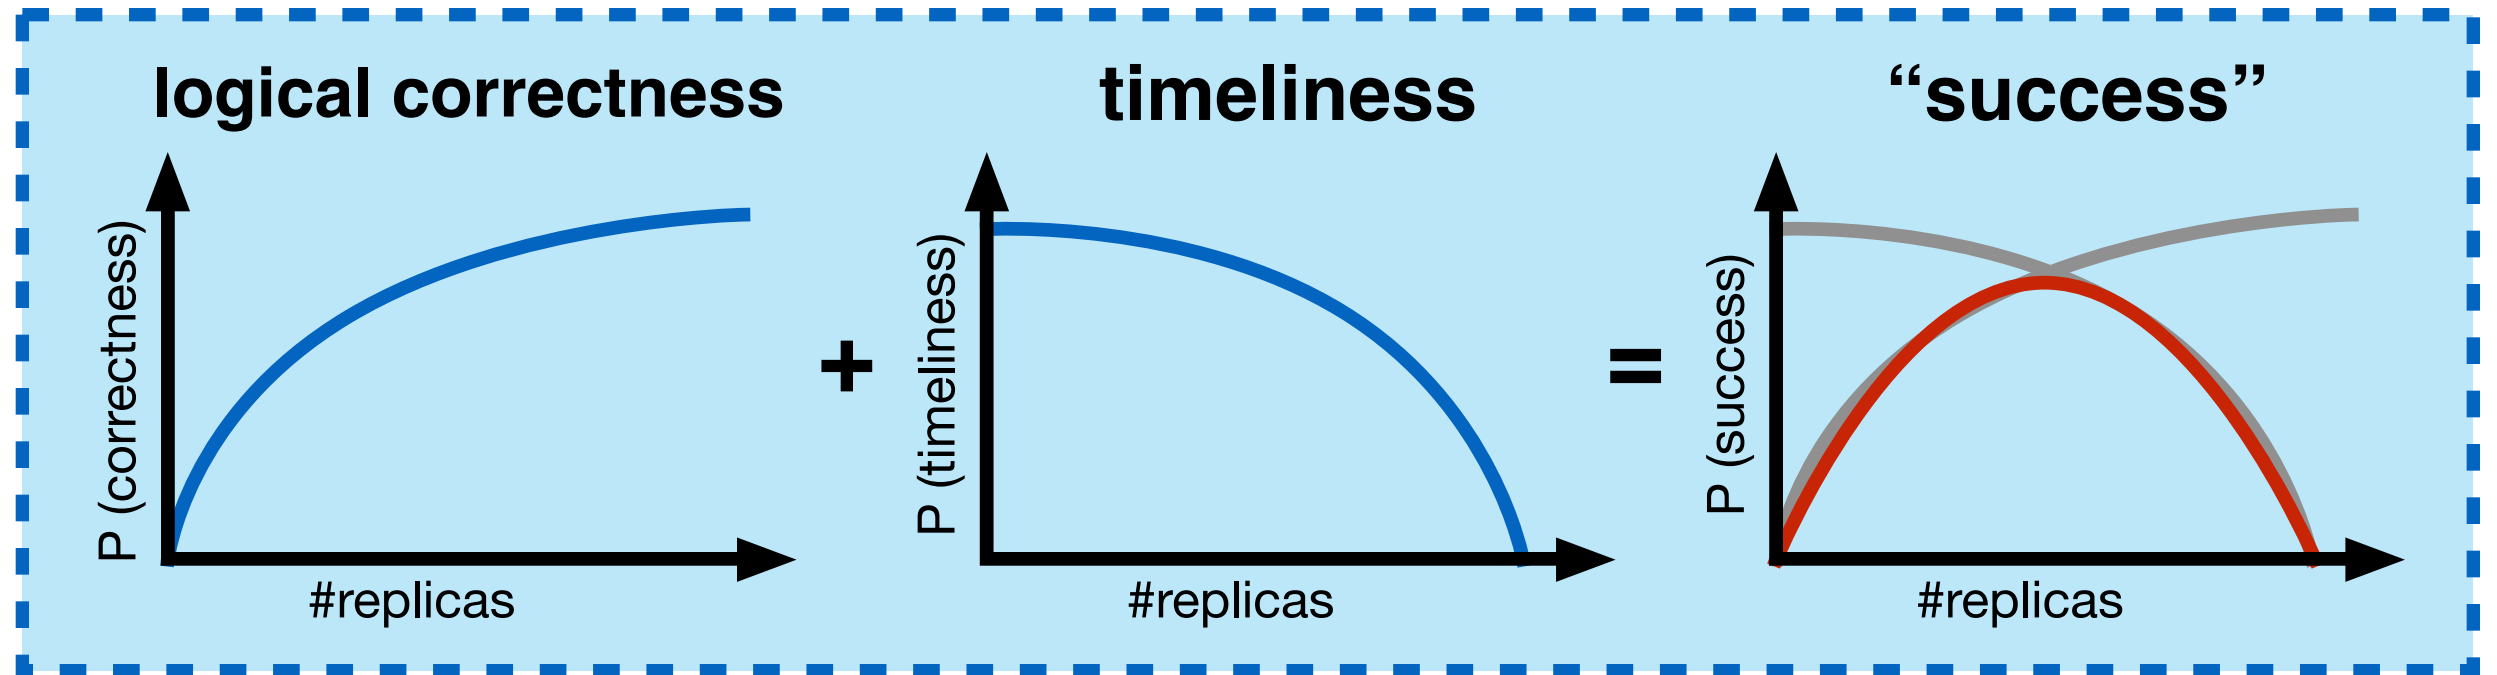 logical correctness
timeliness
“success”
P (correctness)
+
P (timeliness)
=
P (success)
#replicas
#replicas
#replicas